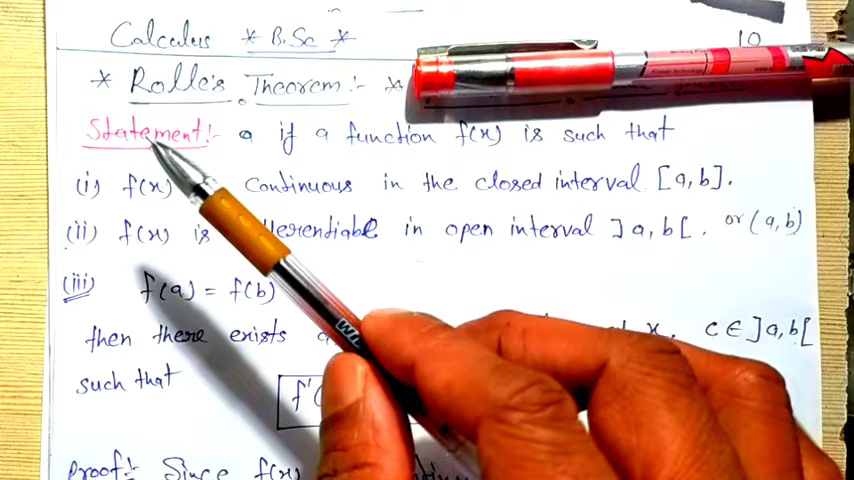 Calculus * B.Sc * 10
* Rolle's Theorem :- *
Statement :- a if a function f(x) is such that
(i) f(x) continuous in the closed interval [a, b].
(ii) f(x) is in open interval ]a, b[ . or (a, b)
(iii) f(a) = f(b)
then there exists x, c ∈ ]a, b[
such that f'(
Proof :- Since f(x)